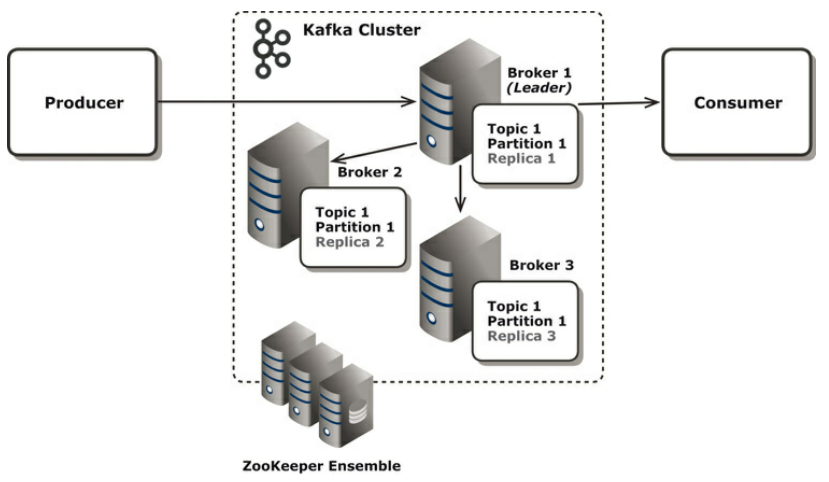 Kafka Cluster
Producer
Broker 1
(Leader)
Topic 1
Partition 1
Replica 1
Consumer
Broker 2
Topic 1
Partition 1
Replica 2
Broker 3
Topic 1
Partition 1
Replica 3
ZooKeeper Ensemble